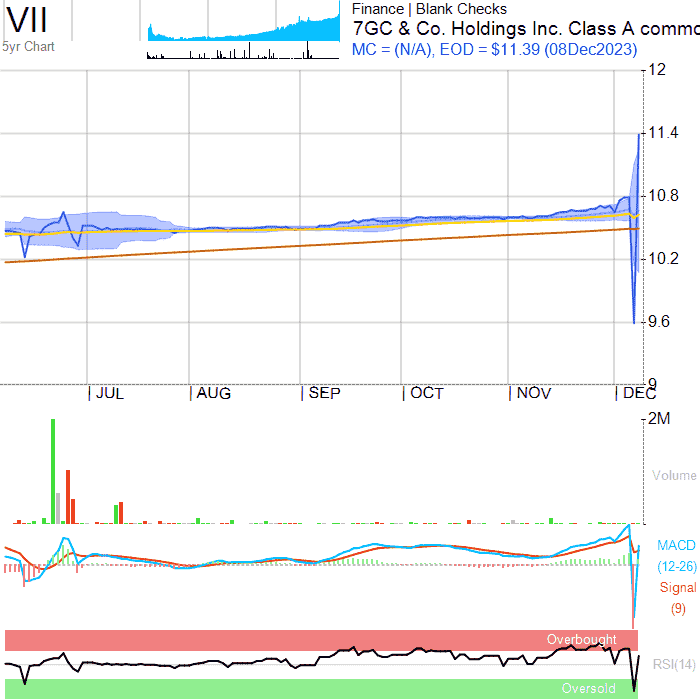 VII
5yr Chart
Finance | Blank Checks
7GC & Co. Holdings Inc. Class A commo
MC = (N/A), EOD = $11.39 (08Dec2023)
12
11.4
10.8
10.2
9.6
9
JUL AUG SEP OCT NOV DEC
2M
Volume
MACD
(12-26)
Signal
(9)
Overbought
RSI(14)
Oversold